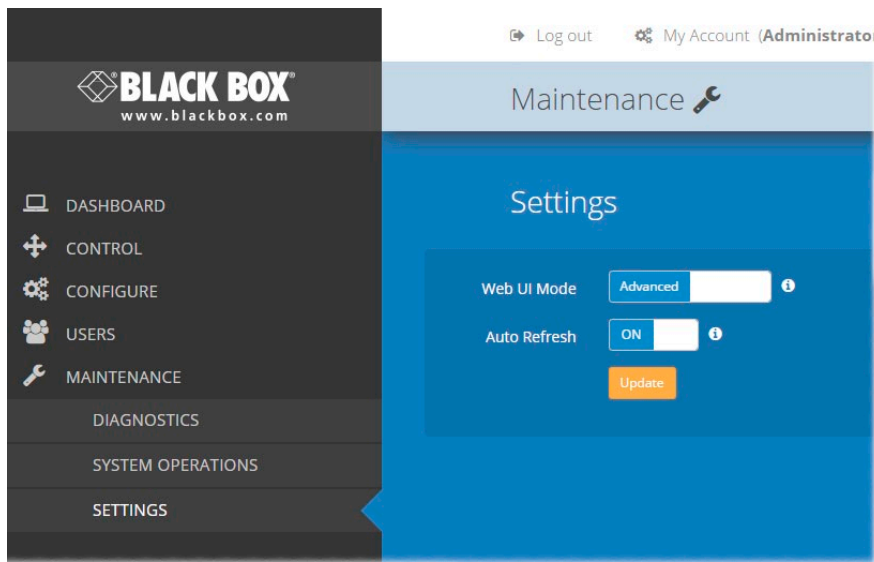 Log out My Account (Administrato
BLACK BOX®
www.blackbox.com
Maintenance
DASHBOARD
CONTROL
CONFIGURE
USERS
MAINTENANCE
DIAGNOSTICS
SYSTEM OPERATIONS
SETTINGS
Settings
Web UI Mode Advanced
Auto Refresh ON
Update